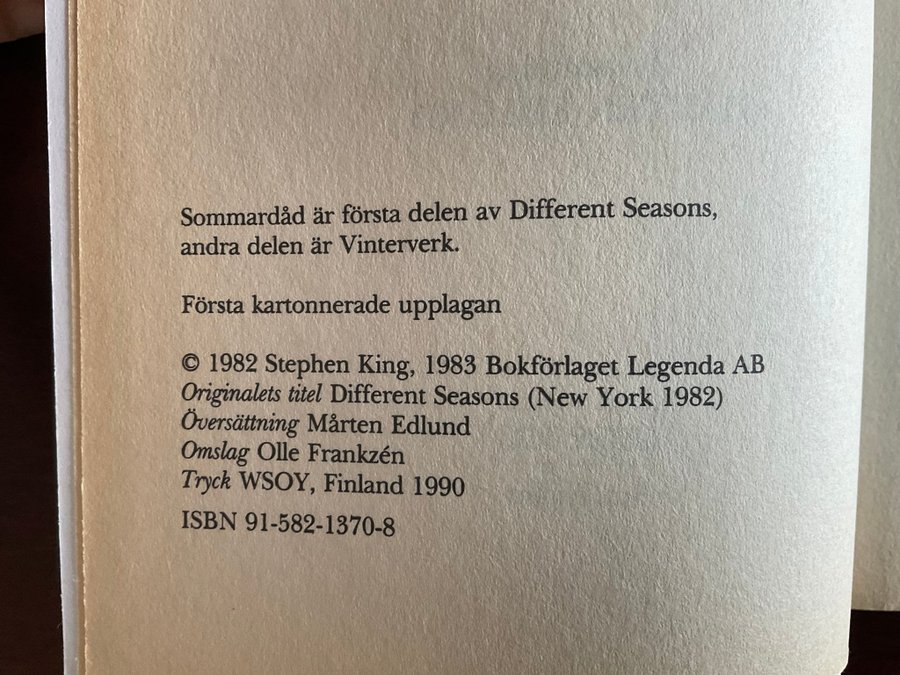 Sommardåd är första delen av Different Seasons,
andra delen är Vinterverk.
Första kartonnerade upplagan
© 1982 Stephen King, 1983 Bokförlaget Legenda AB
Originalets titel Different Seasons (New York 1982)
Översättning Mårten Edlund
Omslag Olle Frankzén
Tryck WSOY, Finland 1990
ISBN 91-582-1370-8